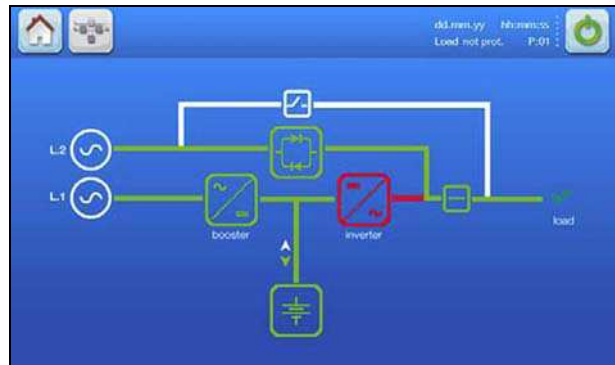 dd.mm.yy hh:mm:ss
Load not prot. P:01
L2
L1
booster
inverter
load